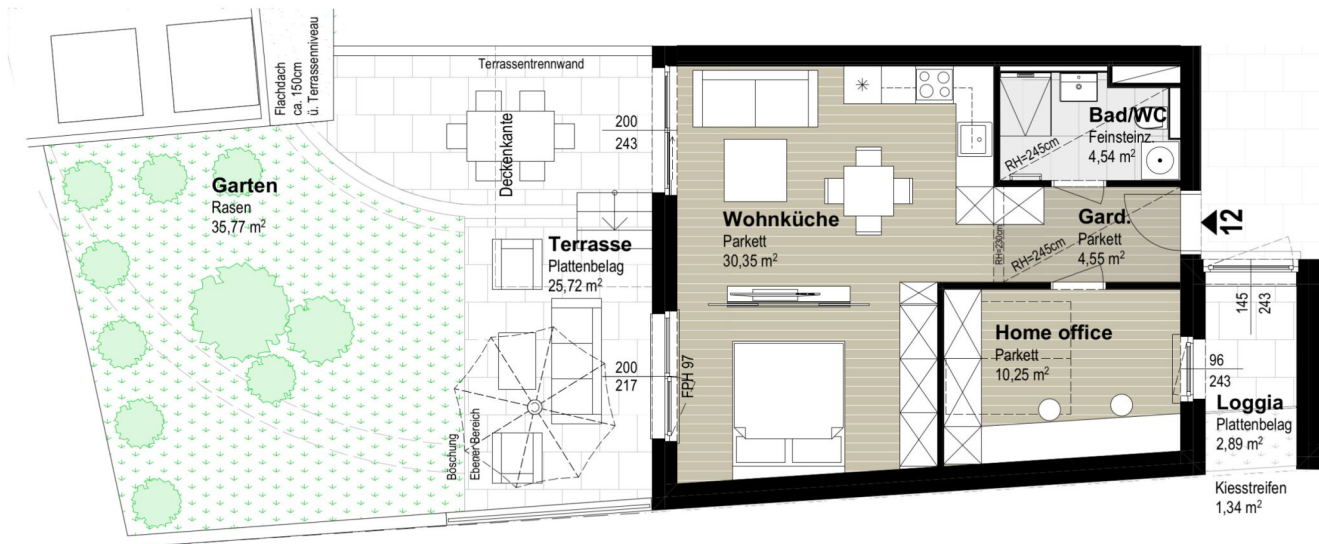 Flachdach
ca. 150cm
ü. Terrassenniveau
Terrassentrennwand
Deckenkante
200
243
Garten
Rasen
35,77 m²
Terrasse
Plattenbelag
25,72 m²
Wohnküche
Parkett
30,35 m²
Bad/WC
Feinsteinz.
4,54 m²
RH=245cm
Gard.
Parkett
4,55 m²
RH=230cm
RH=245cm
12
145
243
Home office
Parkett
10,25 m²
200
217
FPH 97
96
243
Loggia
Plattenbelag
2,89 m²
Böschung
Ebener Bereich
Kiesstreifen
1,34 m²